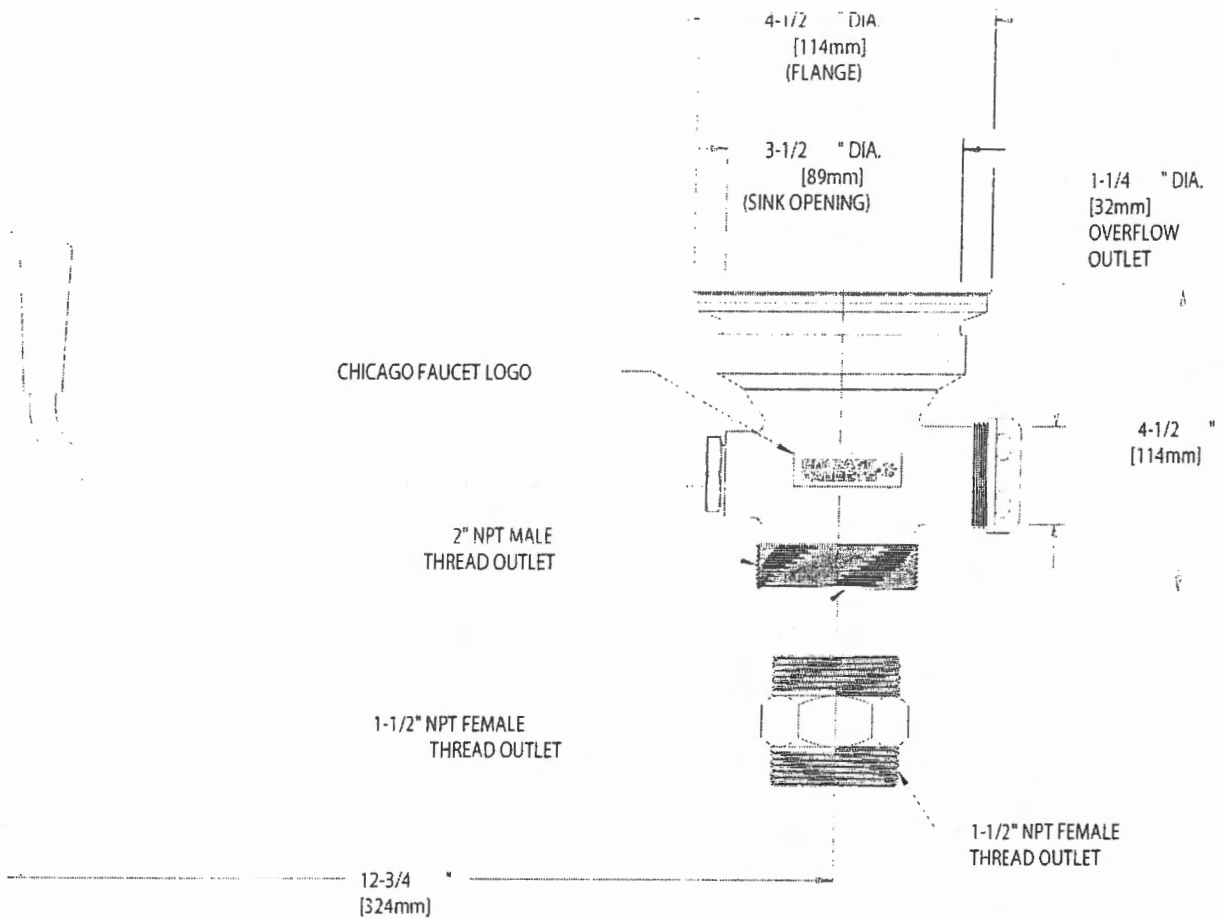 4-1/2 " DIA.
[114mm]
(FLANGE)
3-1/2 " DIA.
[89mm]
(SINK OPENING)
1-1/4 " DIA.
[32mm]
OVERFLOW
OUTLET
CHICAGO FAUCET LOGO
4-1/2 "
[114mm]
2" NPT MALE
THREAD OUTLET
1-1/2" NPT FEMALE
THREAD OUTLET
1-1/2" NPT FEMALE
THREAD OUTLET
12-3/4 "
[324mm]